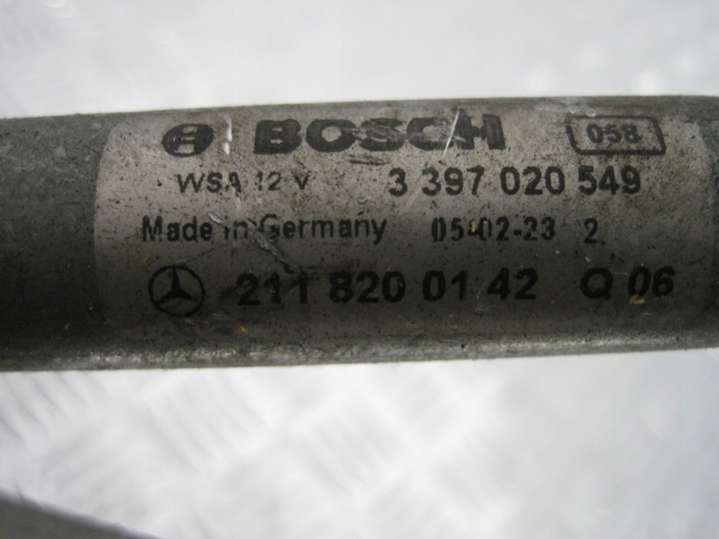 BOSCH 058
WSA 12 V 3 397 020 549
Made in Germany 05-02-23 2
211 820 01 42 Q 06